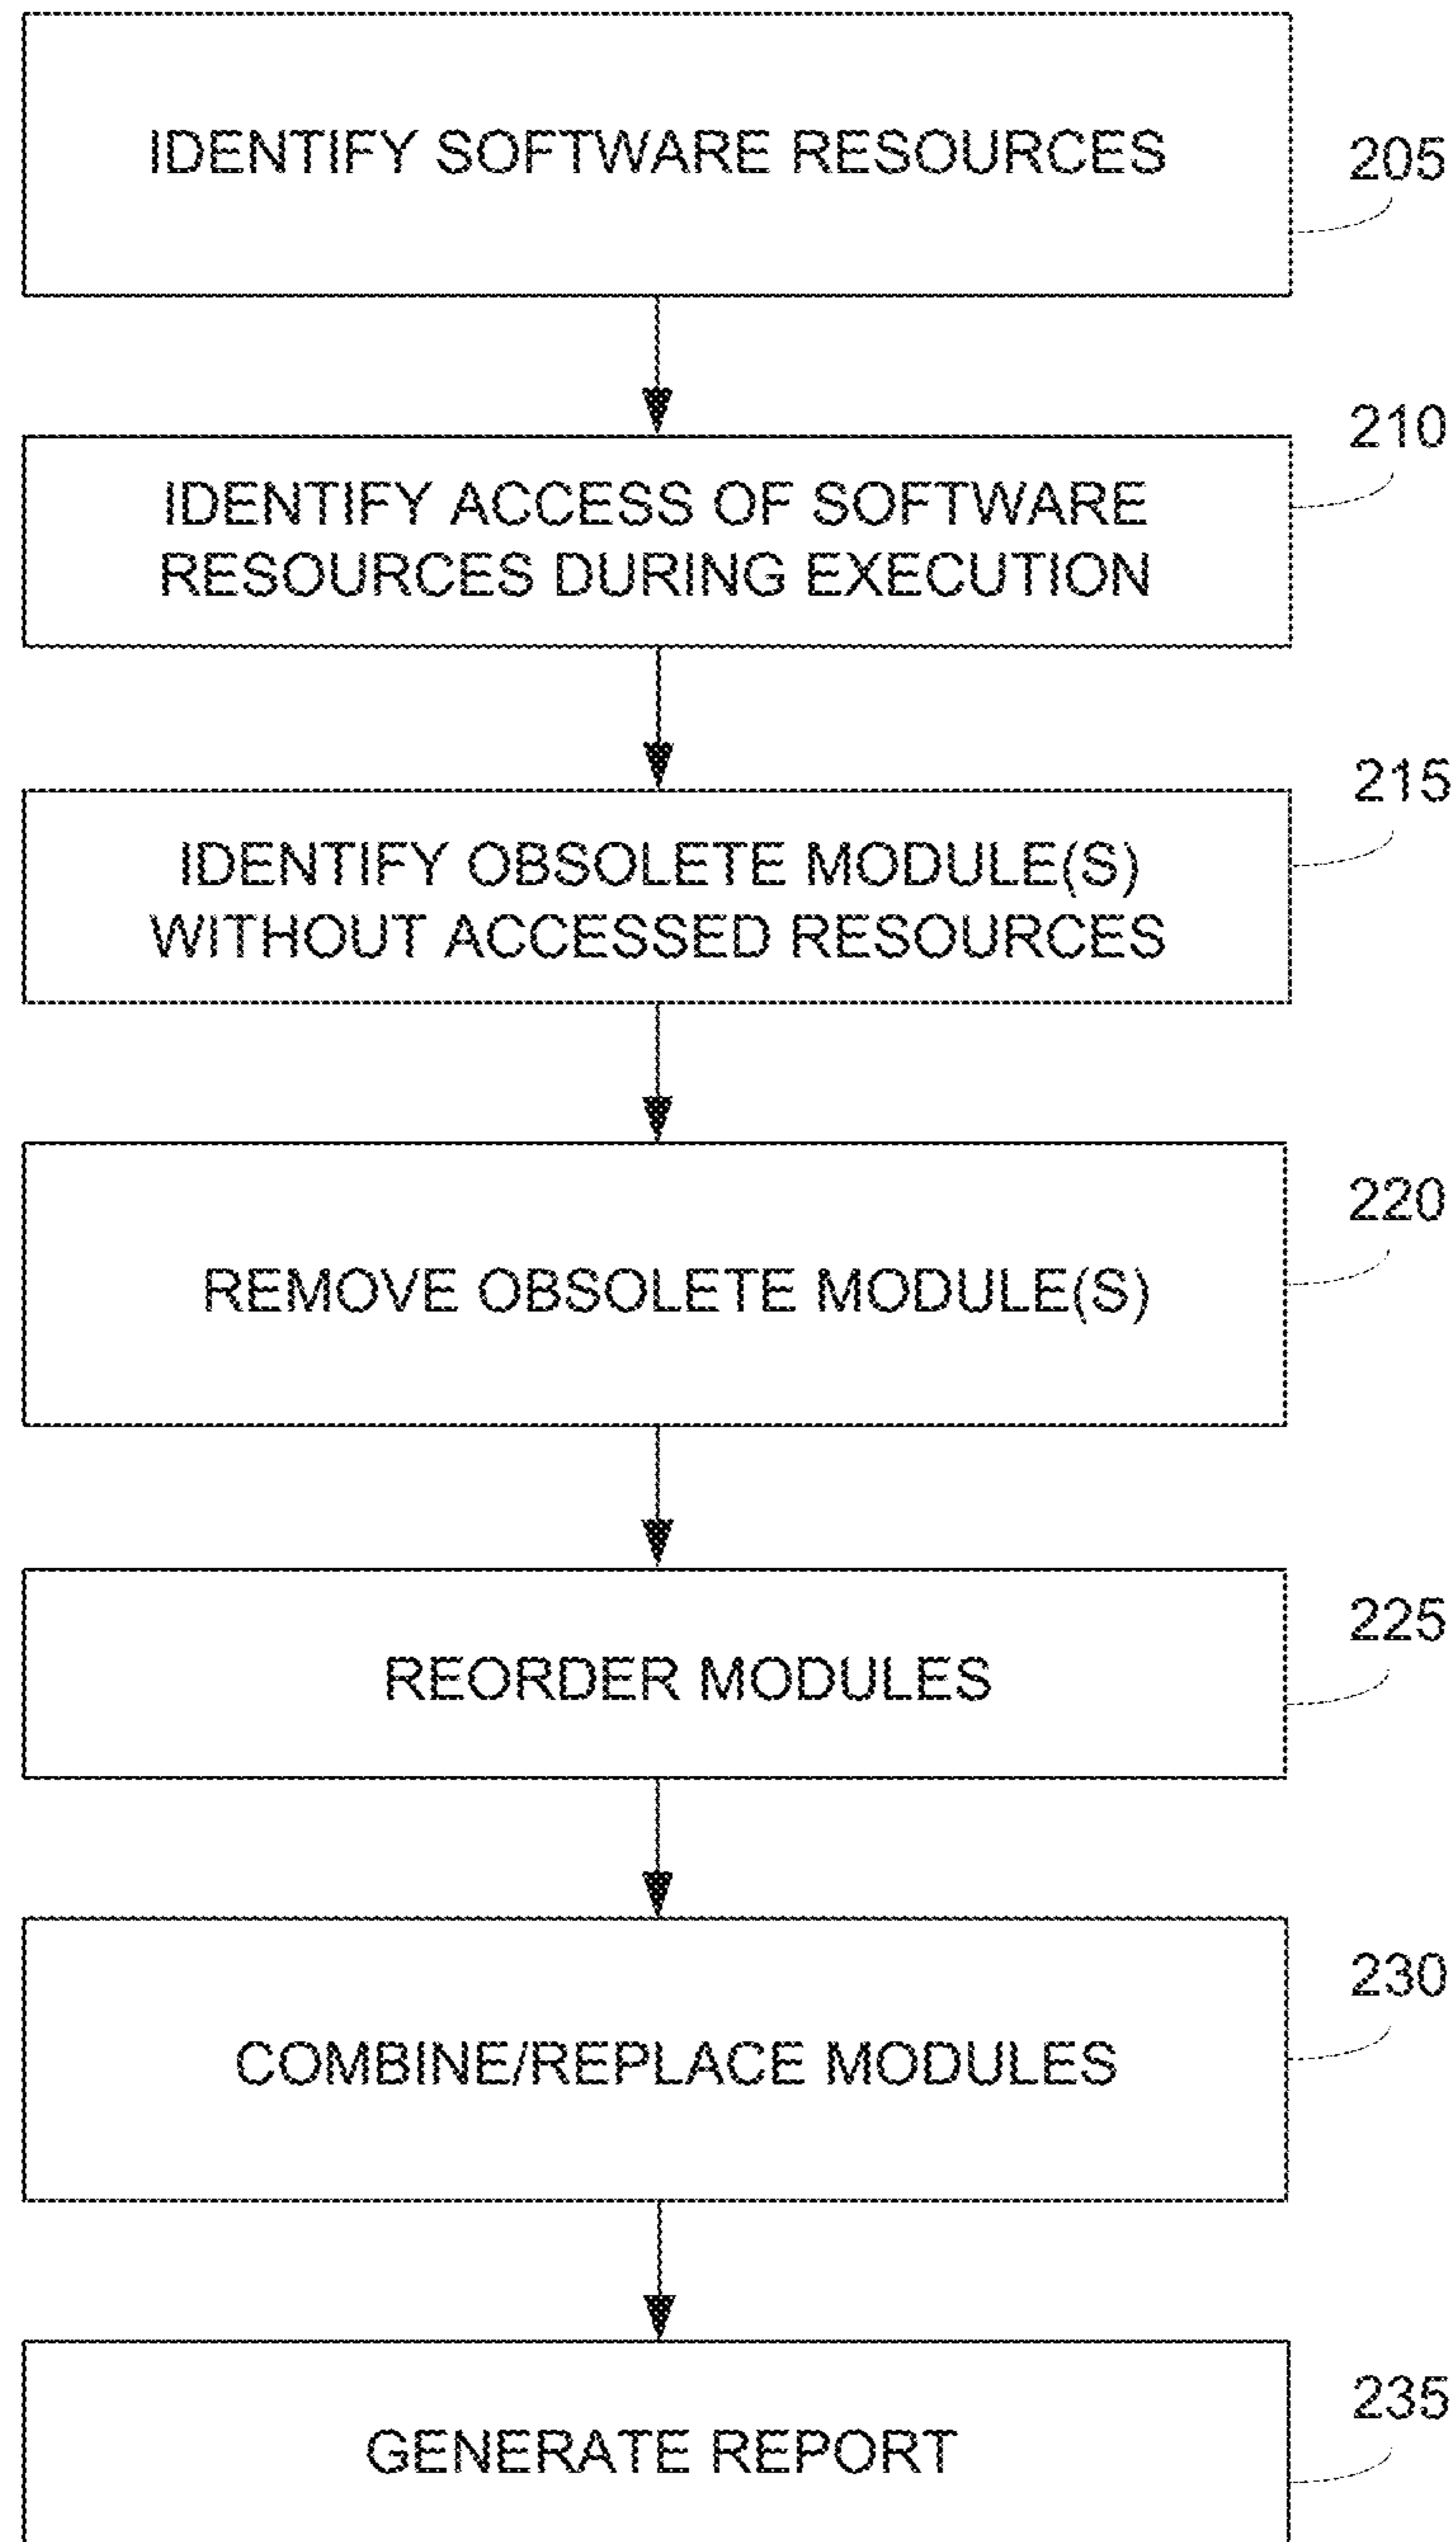 IDENTIFY SOFTWARE RESOURCES
205
IDENTIFY ACCESS OF SOFTWARE
RESOURCES DURING EXECUTION
210
IDENTIFY OBSOLETE MODULE(S)
WITHOUT ACCESSED RESOURCES
215
REMOVE OBSOLETE MODULE(S)
220
REORDER MODULES
225
COMBINE/REPLACE MODULES
230
GENERATE REPORT
235